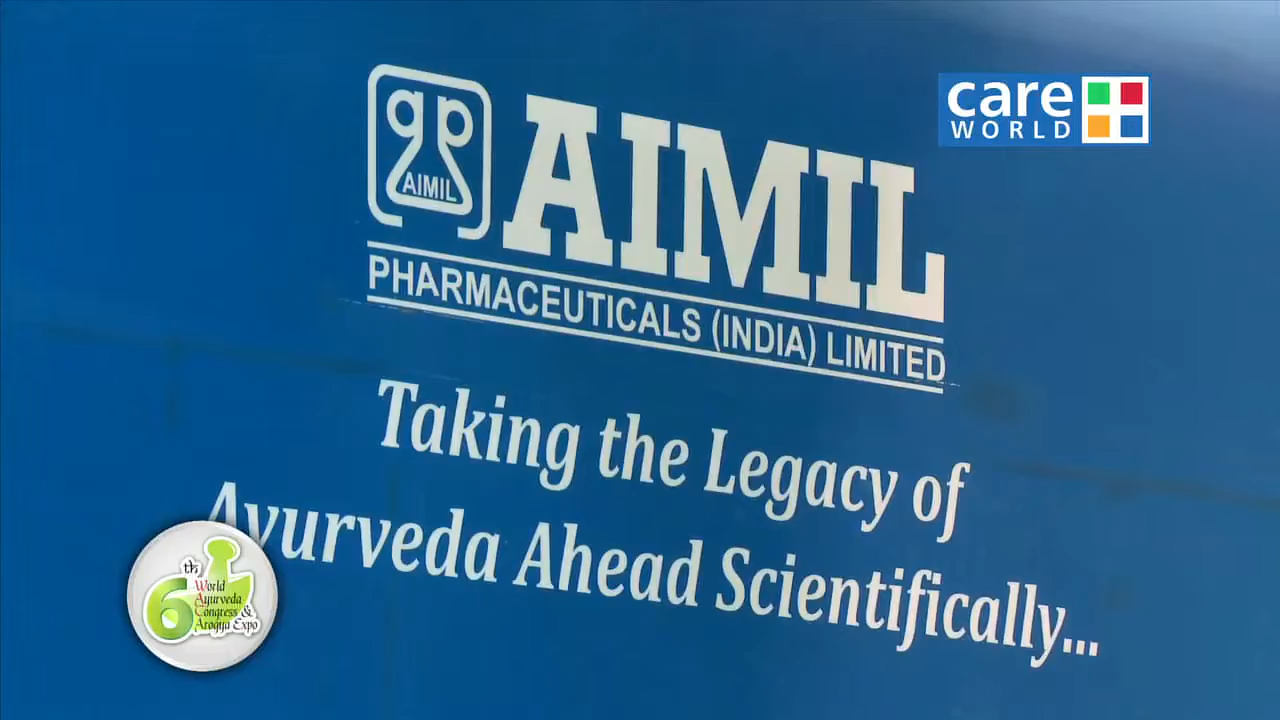 care
WORLD
gp
AIMIL
AIMIL
PHARMACEUTICALS (INDIA) LIMITED
Taking the Legacy of
Ayurveda Ahead Scientifically...
6th
World
Ayurveda
Congress &
Arogya Expo